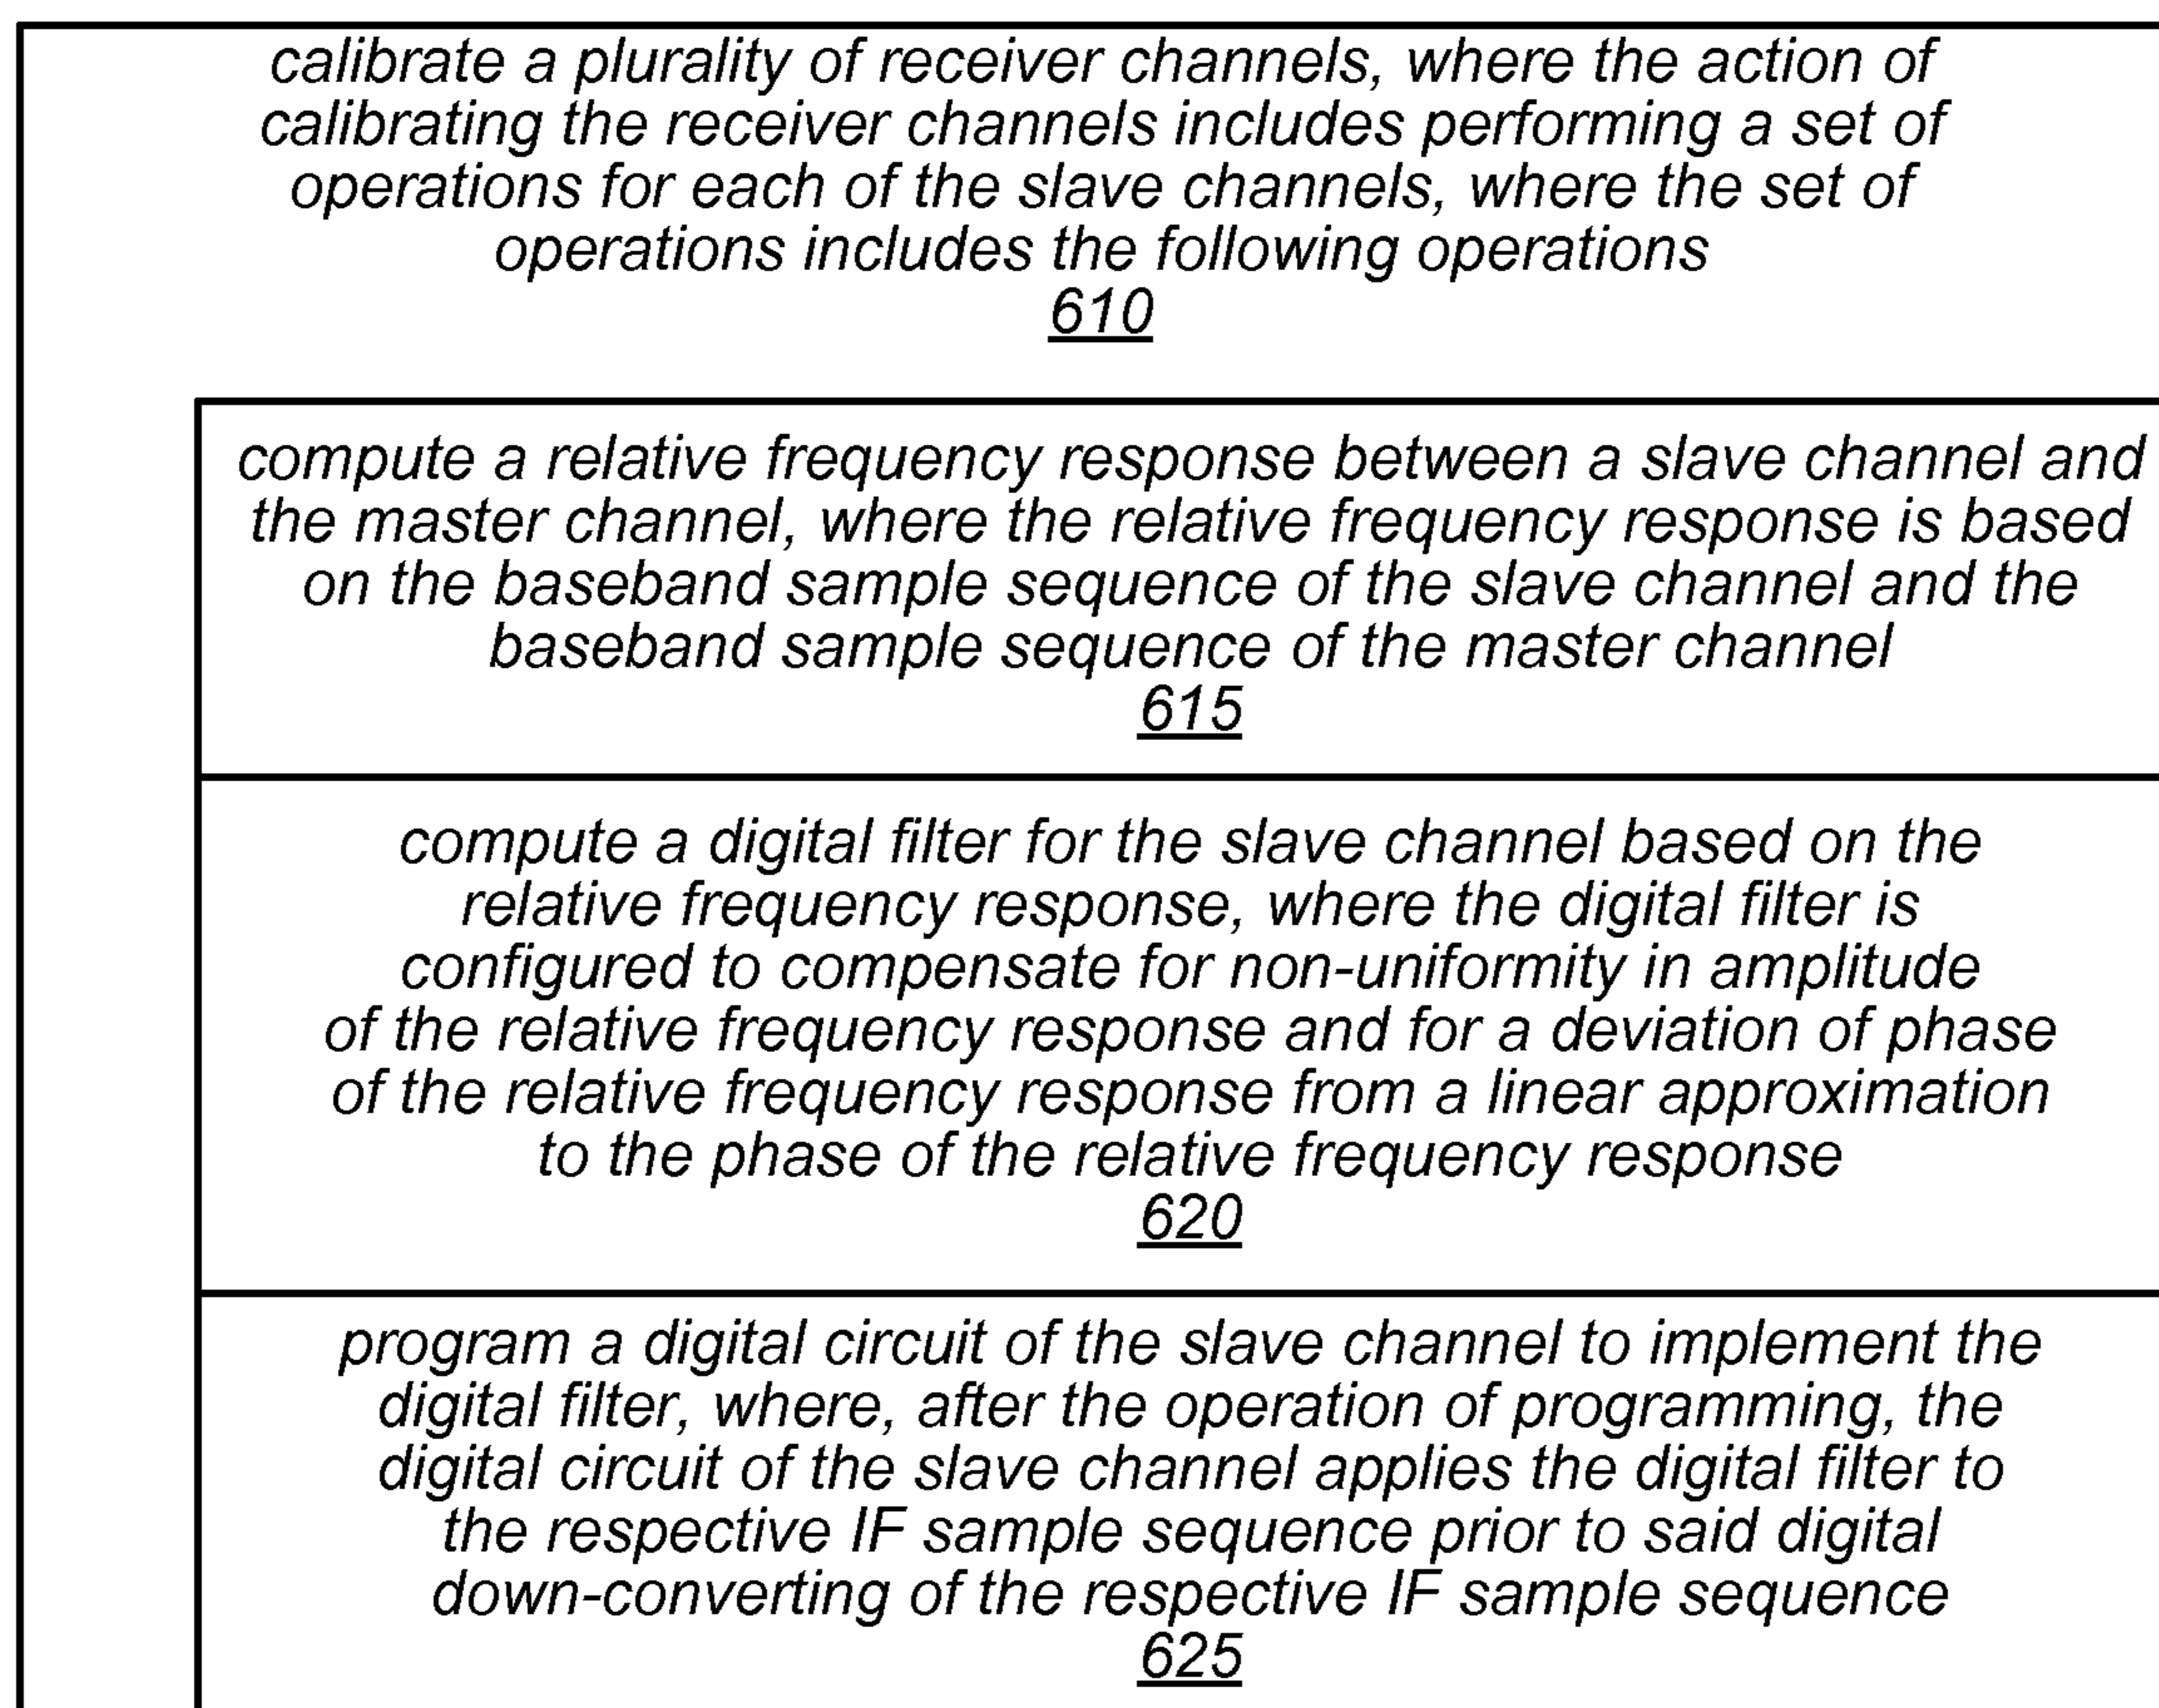 calibrate a plurality of receiver channels, where the action of
calibrating the receiver channels includes performing a set of
operations for each of the slave channels, where the set of
operations includes the following operations
610
compute a relative frequency response between a slave channel and
the master channel, where the relative frequency response is based
on the baseband sample sequence of the slave channel and the
baseband sample sequence of the master channel
615
compute a digital filter for the slave channel based on the
relative frequency response, where the digital filter is
configured to compensate for non-uniformity in amplitude
of the relative frequency response and for a deviation of phase
of the relative frequency response from a linear approximation
to the phase of the relative frequency response
620
program a digital circuit of the slave channel to implement the
digital filter, where, after the operation of programming, the
digital circuit of the slave channel applies the digital filter to
the respective IF sample sequence prior to said digital
down-converting of the respective IF sample sequence
625